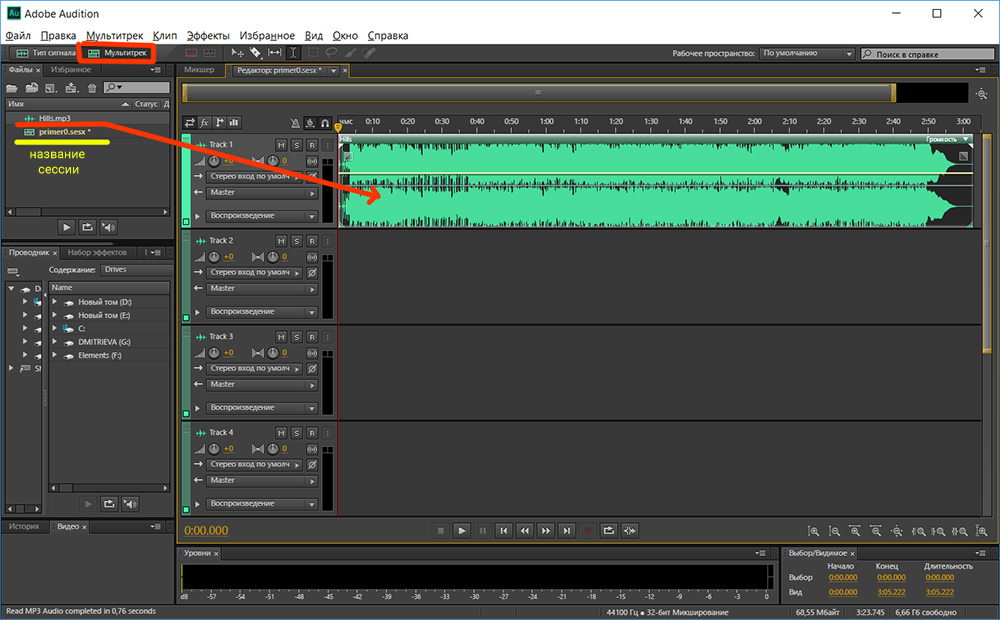 Au Adobe Audition
Файл Правка Мультитрек Клип Эффекты Избранное Вид Окно Справка
Тип сигнала Мультитрек Рабочее пространство: По умолчанию Поиск в справке
Файлы × Избранное Микшер Редактор: primer0.sesx * ×
Имя Статус Д
Hills.mp3
primer0.sesx *
название
сессии
fx чмс 0:10 0:20 0:30 0:40 0:50 1:00 1:10 1:20 1:30 1:40 1:50 2:00 2:10 2:20 2:30 2:40 2:50 3:00
Hills Громкость
Track 1 M S R I
+0 0
Стерео вход по умолч
Master
Воспроизведение
Track 2 M S R I
+0 0
Стерео вход по умолч
Master
Воспроизведение
Track 3 M S R I
+0 0
Стерео вход по умолч
Master
Воспроизведение
Track 4 M S R I
+0 0
Стерео вход по умолч
Master
Воспроизведение
Проводник × Набор эффектов
Содержание: Drives
Name
Новый том (D:)
Новый том (E:)
C:
DMITRIEVA (G:)
Elements (F:)
История Видео ×
0:00.000
Уровни ×
dB -57 -54 -51 -48 -45 -42 -39 -36 -33 -30 -27 -24 -21 -18 -15 -12 -9 -6 -3 0
Выбор/Видимое ×
Начало Конец Длительность
Выбор 0:00.000 0:00.000 0:00.000
Вид 0:00.000 3:05.222 3:05.222
Read MP3 Audio completed in 0,76 seconds
44100 Гц • 32-бит Микширование 68,55 Мбайт 3:23.745 6,66 Гб свободно